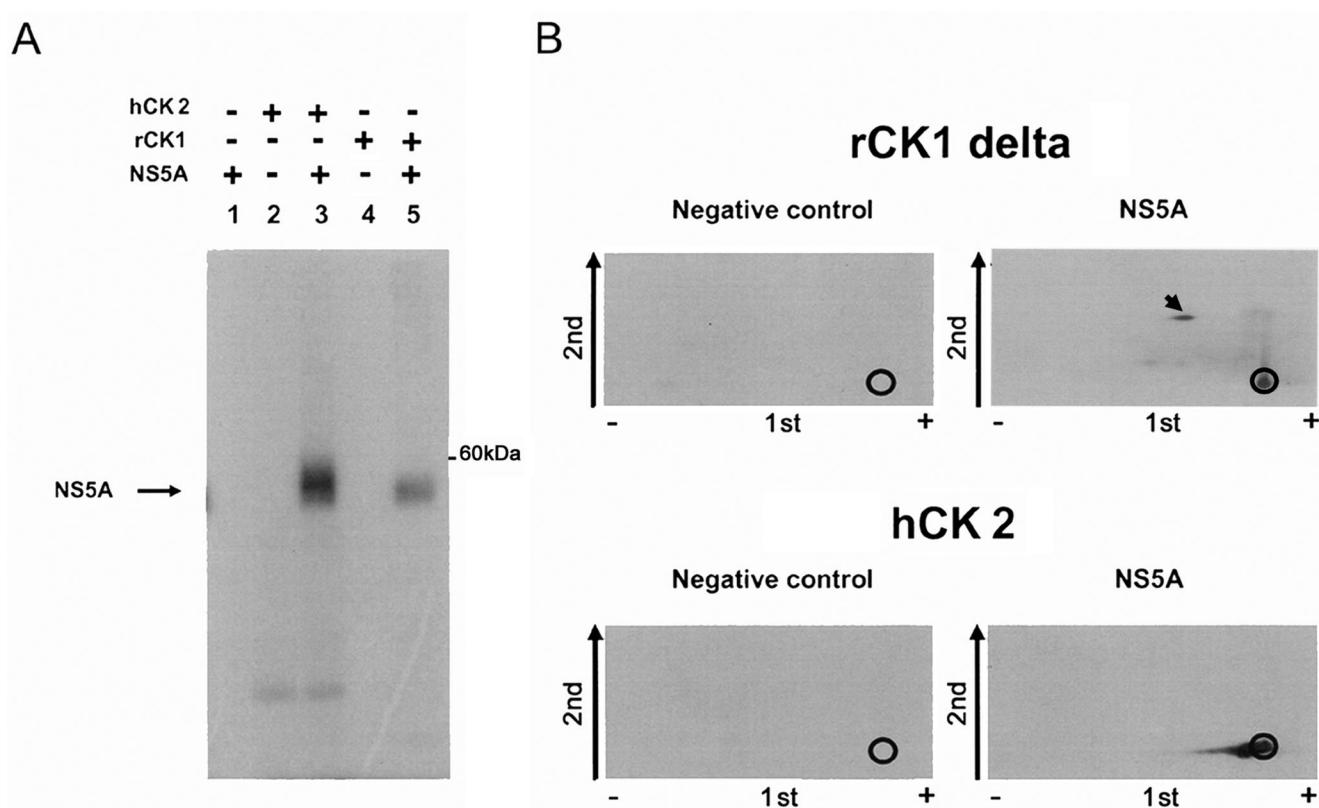 A
hCK 2 - + + - -
rCK1 - - - + +
NS5A + - + - +
1 2 3 4 5
60kDa
NS5A
B
rCK1 delta
Negative control
NS5A
2nd
2nd
- 1st +
- 1st +
hCK 2
Negative control
NS5A
2nd
2nd
- 1st +
- 1st +